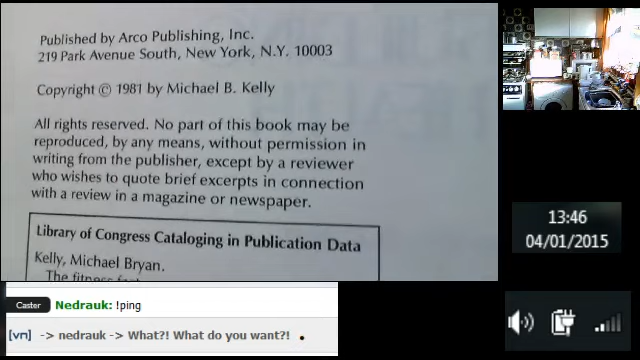 Published by Arco Publishing, Inc.
219 Park Avenue South, New York, N.Y. 10003
Copyright © 1981 by Michael B. Kelly
All rights reserved. No part of this book may be
reproduced, by any means, without permission in
writing from the publisher, except by a reviewer
who wishes to quote brief excerpts in connection
with a review in a magazine or newspaper.
Library of Congress Cataloging in Publication Data
Kelly, Michael Bryan.
The fitness
Caster Nedrauk: !ping
[vn] -> nedrauk -> What?! What do you want?!
13:46
04/01/2015